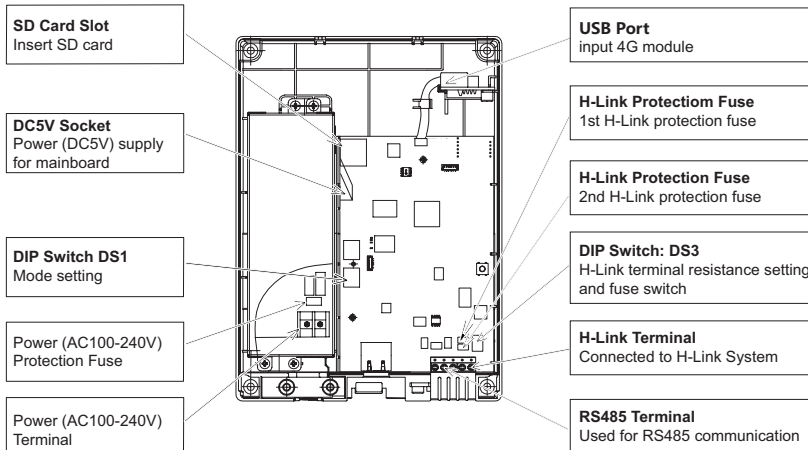 SD Card Slot
Insert SD card
DC5V Socket
Power (DC5V) supply
for mainboard
DIP Switch DS1
Mode setting
Power (AC100-240V)
Protection Fuse
Power (AC100-240V)
Terminal
USB Port
input 4G module
H-Link Protectiom Fuse
1st H-Link protection fuse
H-Link Protection Fuse
2nd H-Link protection fuse
DIP Switch: DS3
H-Link terminal resistance setting
and fuse switch
H-Link Terminal
Connected to H-Link System
RS485 Terminal
Used for RS485 communication